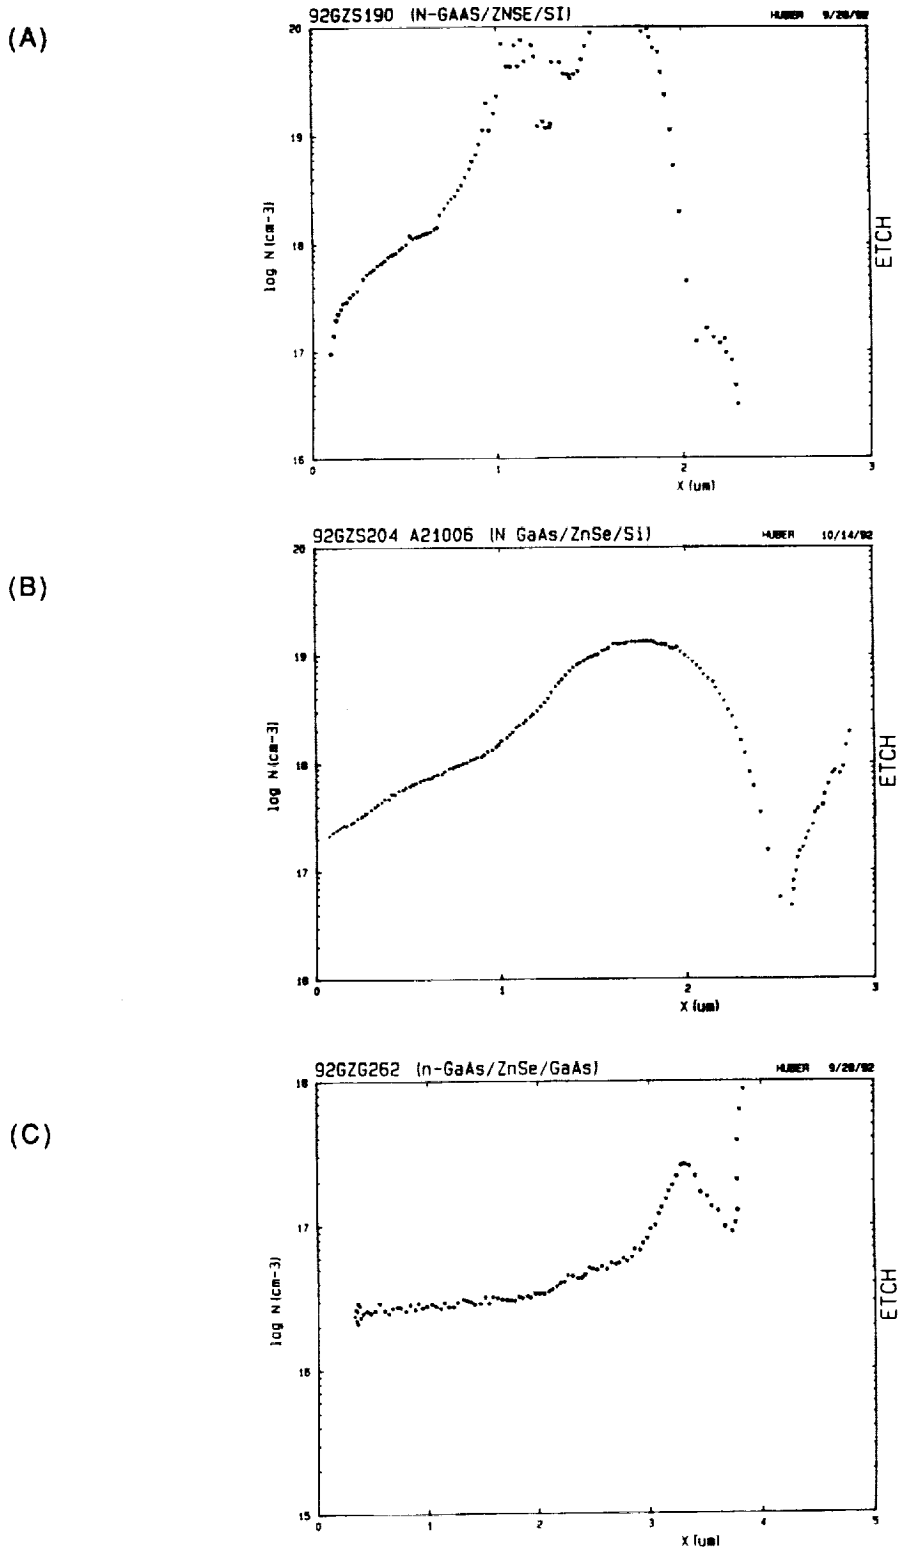 (A)
92GZS190 (N-GAAS/ZNSE/SI)
HUBER 9/28/92
20
19
18
17
16
log N (cm-3)
ETCH
0 1 2 3
X (um)
(B)
92GZS204 A21006 (N GaAs/ZnSe/Si)
HUBER 10/14/92
20
19
18
17
16
log N (cm-3)
ETCH
0 1 2 3
X (um)
(C)
92GZG262 (n-GaAs/ZnSe/GaAs)
HUBER 9/28/92
18
17
16
15
log N (cm-3)
ETCH
0 1 2 3 4 5
X (um)